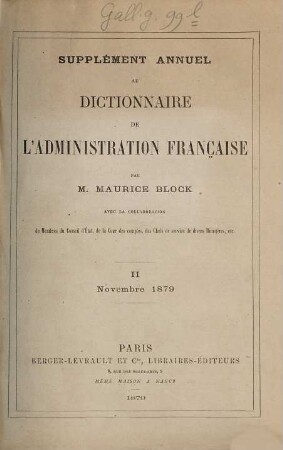 Gall. g. 99 l
SUPPLÉMENT ANNUEL
AU
DICTIONNAIRE
DE
L'ADMINISTRATION FRANÇAISE
PAR
M. MAURICE BLOCK
AVEC LA COLLABORATION
de Membres du Conseil d'État, de la Cour des comptes, des Chefs de service de divers Ministères, etc.
II
Novembre 1879
PARIS
BERGER-LEVRAULT ET Cie, LIBRAIRES-ÉDITEURS
5, RUE DES BEAUX-ARTS, 5
MÊME MAISON A NANCY
1879